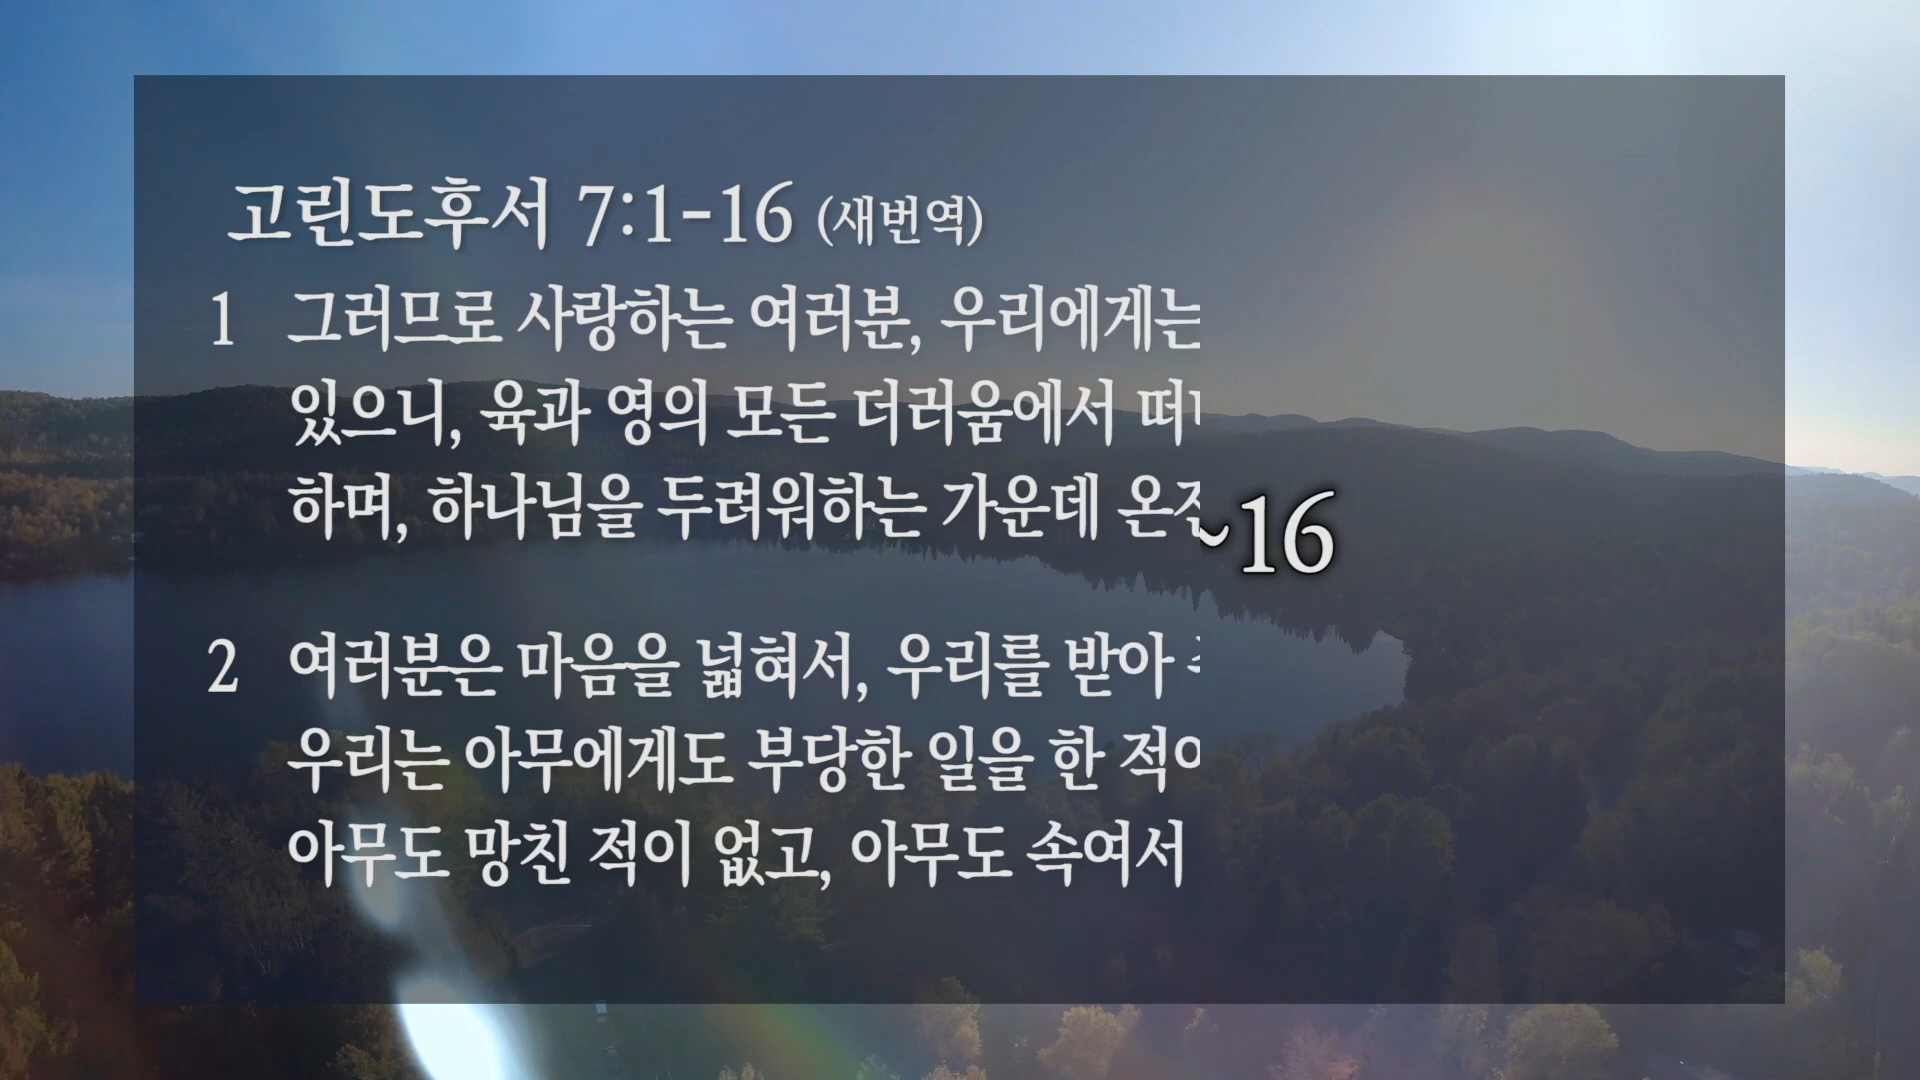 고린도후서 7:1-16 (새번역)
1 그러므로 사랑하는 여러분, 우리에게는
있으니, 육과 영의 모든 더러움에서
하며, 하나님을 두려워하는 가운데
~16
2 여러분은 마음을 넓혀서, 우리를 받아
우리는 아무에게도 부당한 일을 한
아무도 망친 적이 없고, 아무도 속여서